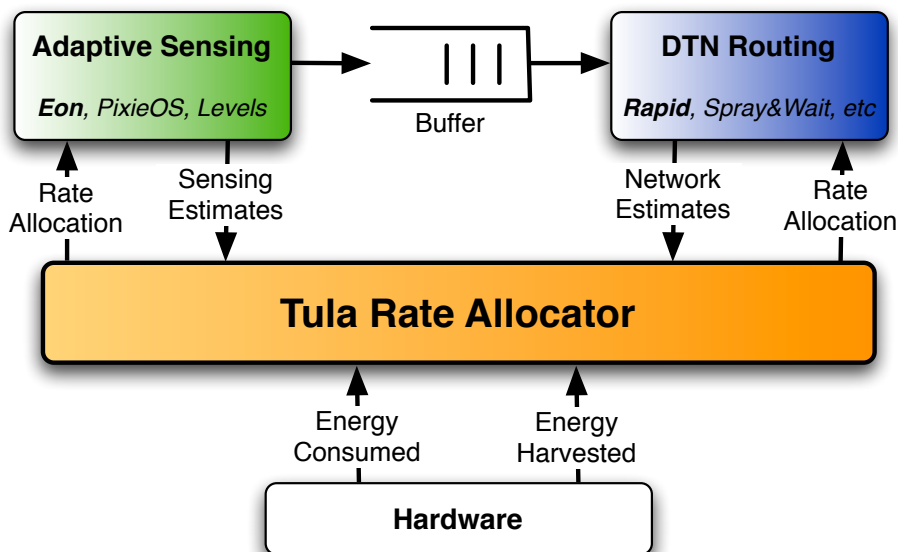 Adaptive Sensing
Eon, PixieOS, Levels
Buffer
DTN Routing
Rapid, Spray&Wait, etc
Rate
Allocation
Sensing
Estimates
Network
Estimates
Rate
Allocation
Tula Rate Allocator
Energy
Consumed
Energy
Harvested
Hardware